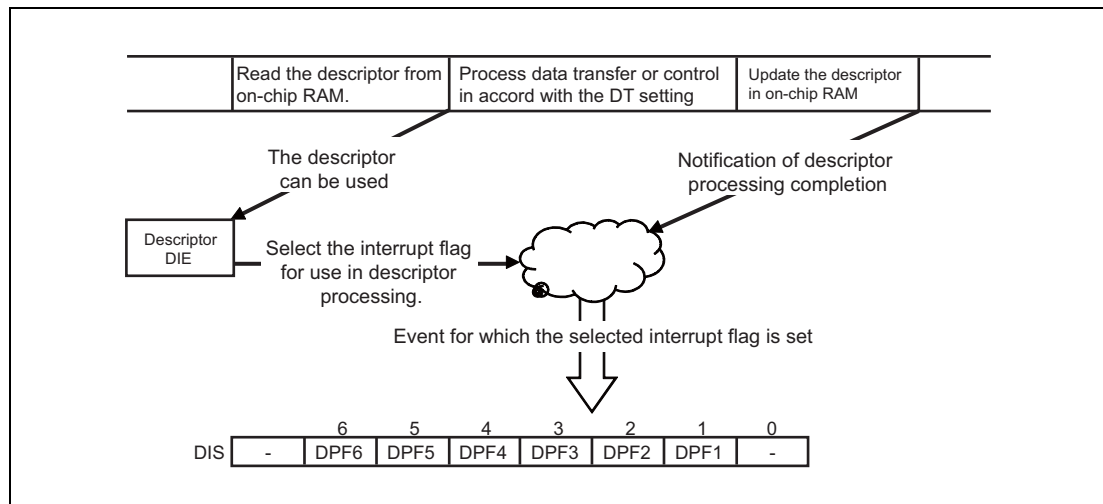 Read the descriptor from
on-chip RAM.
Process data transfer or control
in accord with the DT setting
Update the descriptor
in on-chip RAM
The descriptor
can be used
Notification of descriptor
processing completion
Descriptor
DIE
Select the interrupt flag
for use in descriptor
processing.
Event for which the selected interrupt flag is set
6 5 4 3 2 1 0
DIS - DPF6 DPF5 DPF4 DPF3 DPF2 DPF1 -